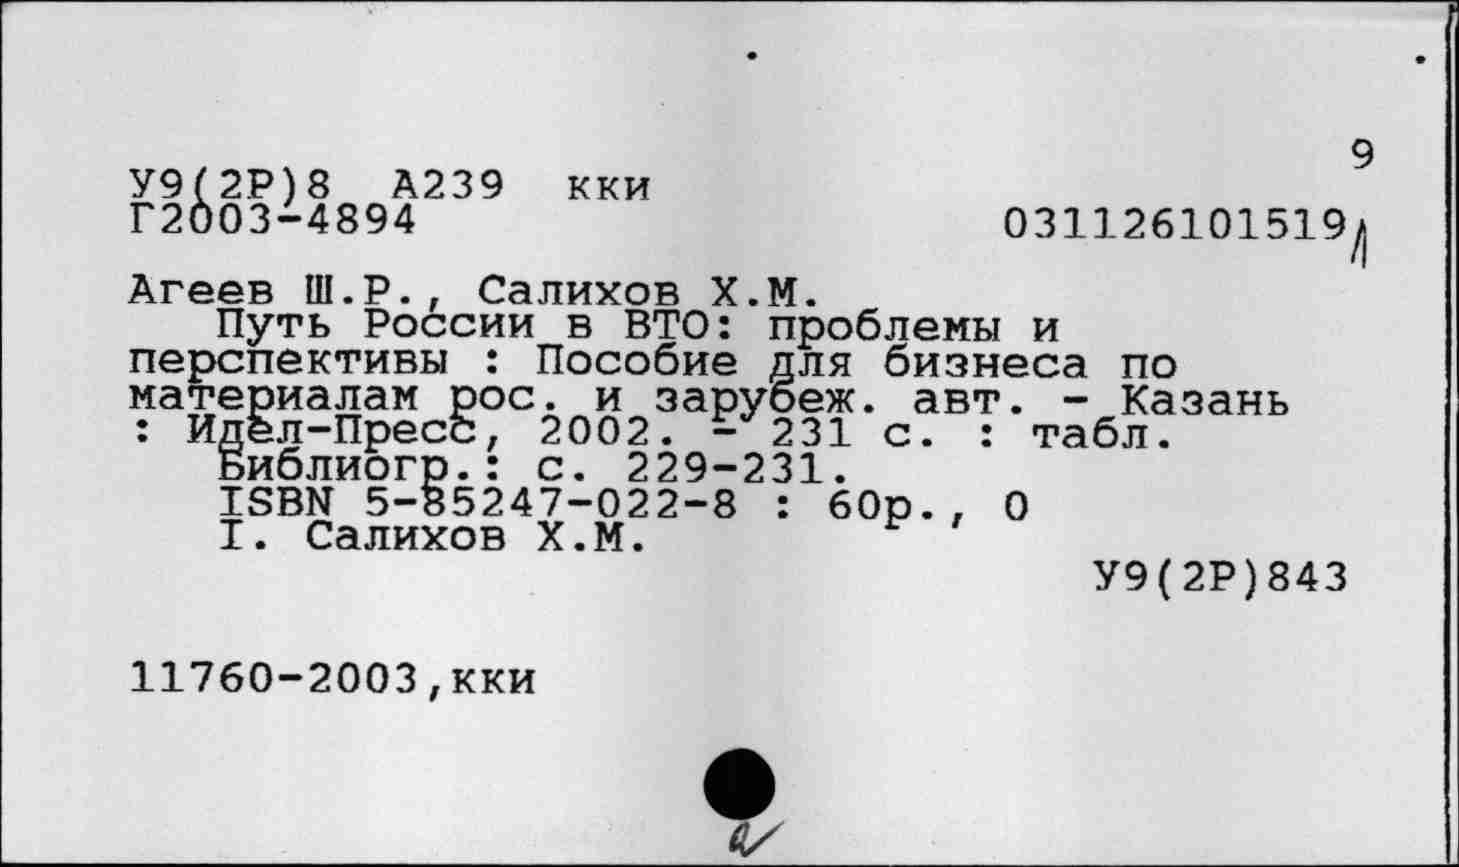 9
У9(2Р)8 А239 кки
Г2003-4894 031126101519
Агеев Ш.Р., Салихов Х.М.
Путь России в ВТО: проблемы и
перспективы : Пособие для бизнеса по
материалам рос. и зарубеж. авт. - Казань
: Идел-Пресс, 2002. - 231 с. : табл.
Библиогр.: с. 229-231.
ISBN 5-85247-022-8 : 60р., 0
I. Салихов Х.М.
У9(2Р)843
11760-2003,кки